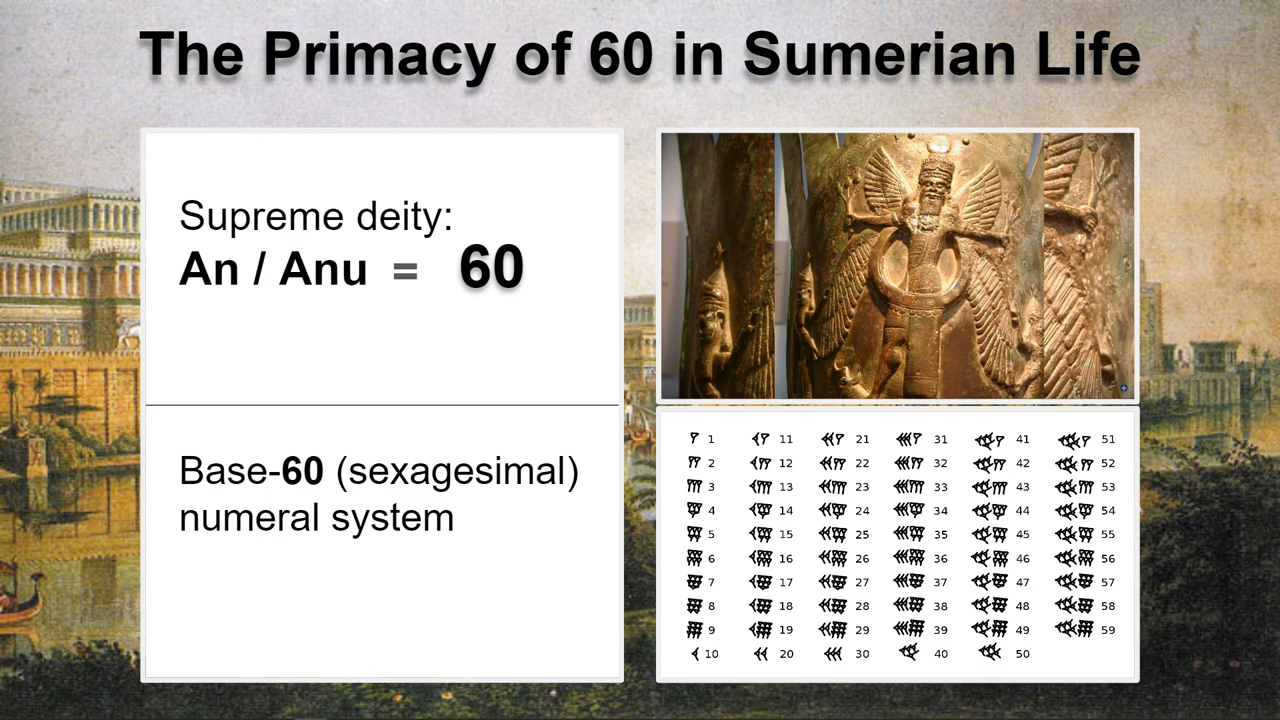 The Primacy of 60 in Sumerian Life
Supreme deity:
An / Anu = 60
Base-60 (sexagesimal)
numeral system
1 11 21 31 41 51
2 12 22 32 42 52
3 13 23 33 43 53
4 14 24 34 44 54
5 15 25 35 45 55
6 16 26 36 46 56
7 17 27 37 47 57
8 18 28 38 48 58
9 19 29 39 49 59
10 20 30 40 50